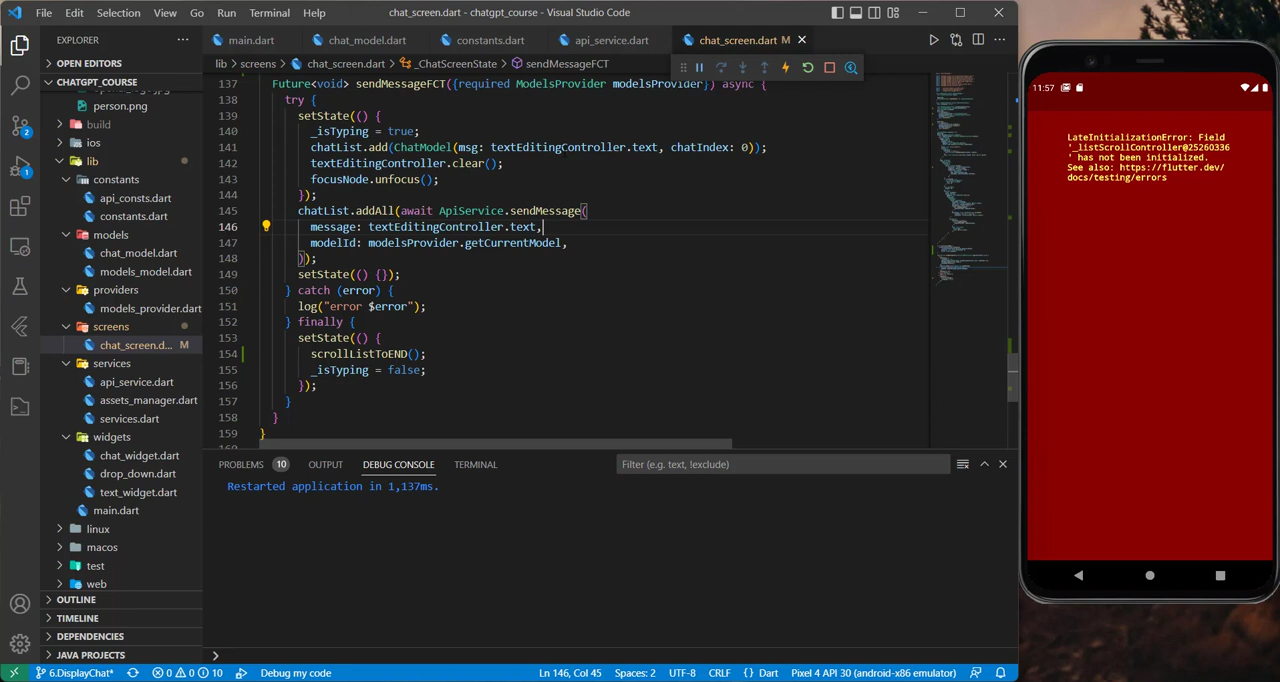 File Edit Selection View Go Run Terminal Help
chat_screen.dart - chatgpt_course - Visual Studio Code
EXPLORER
OPEN EDITORS
CHATGPT_COURSE
person.png
build
ios
lib
constants
api_consts.dart
constants.dart
models
chat_model.dart
models_model.dart
providers
models_provider.dart
screens
chat_screen.d... M
services
api_service.dart
assets_manager.dart
services.dart
widgets
chat_widget.dart
drop_down.dart
text_widget.dart
main.dart
linux
macos
test
web
OUTLINE
TIMELINE
DEPENDENCIES
JAVA PROJECTS
2
1
main.dart chat_model.dart constants.dart api_service.dart chat_screen.dart M
lib > screens > chat_screen.dart > _ChatScreenState > sendMessageFCT
137 Future<void> sendMessageFCT({required ModelsProvider modelsProvider}) async {
138 try {
139 setState(() {
140 _isTyping = true;
141 chatList.add(ChatModel(msg: textEditingController.text, chatIndex: 0));
142 textEditingController.clear();
143 focusNode.unfocus();
144 });
145 chatList.addAll(await ApiService.sendMessage(
146 message: textEditingController.text,
147 modelId: modelsProvider.getCurrentModel,
148 ));
149 setState(() {});
150 } catch (error) {
151 log("error $error");
152 } finally {
153 setState(() {
154 scrollListToEND();
155 _isTyping = false;
156 });
157 }
158 }
159 }
PROBLEMS 10 OUTPUT DEBUG CONSOLE TERMINAL
Filter (e.g. text, !exclude)
Restarted application in 1,137ms.
6.DisplayChat* 0 0 10 Debug my code
Ln 146, Col 45 Spaces: 2 UTF-8 CRLF {} Dart Pixel 4 API 30 (android-x86 emulator)
11:57
LateInitializationError: Field
'_listScrollController@25260336
' has not been initialized.
See also: https://flutter.dev/
docs/testing/errors